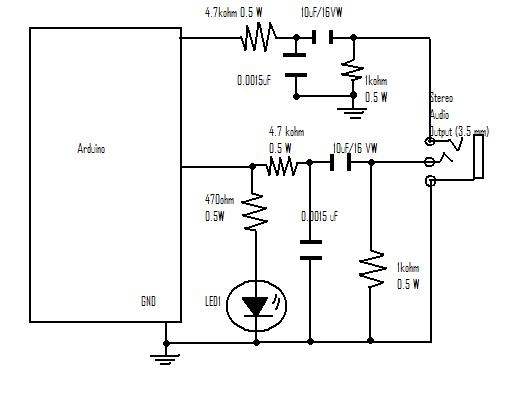 4.7kohm 0.5 W
10uF/16VW
0.0015uF
1kohm
0.5 W
Stereo
Audio
Output (3.5 mm)
Arduino
4.7 kohm
0.5 W
10uF/16 VW
470ohm
0.5W
0.0015 uF
1kohm
0.5 W
GND
LED1